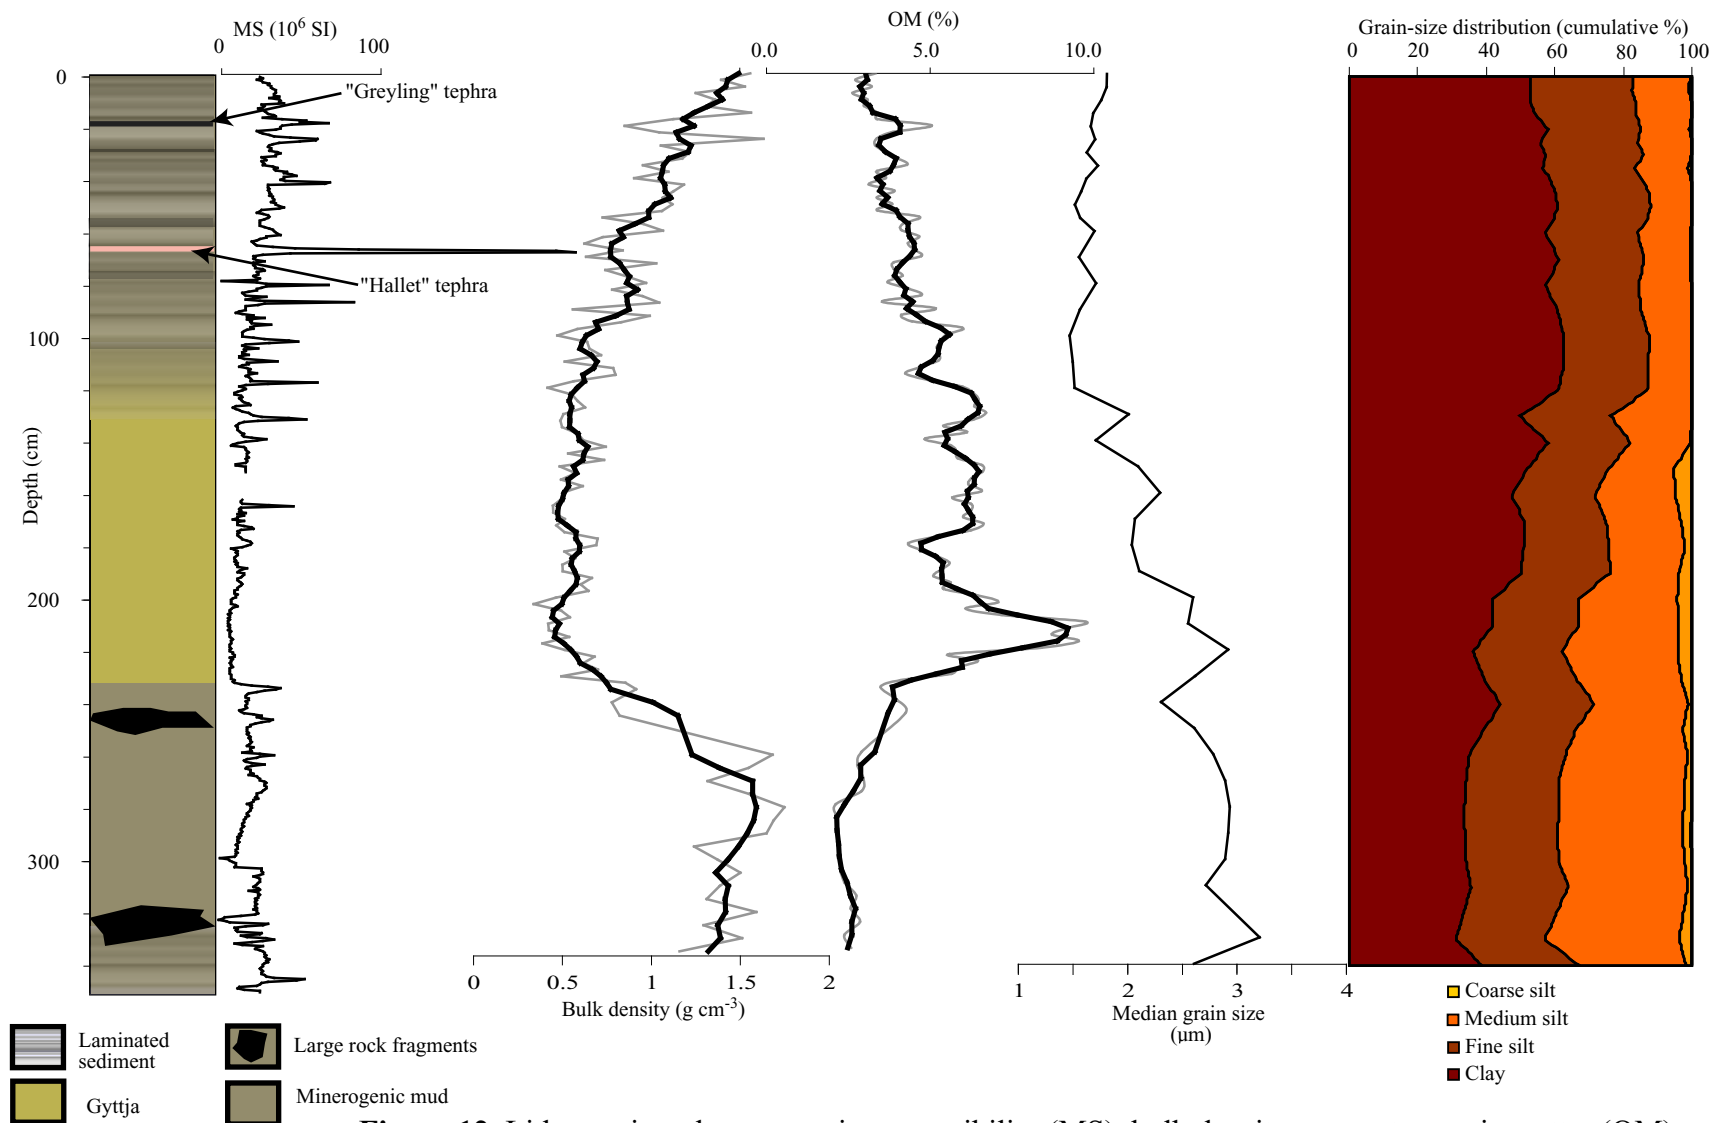 MS (10⁶ SI)
0 100
OM (%)
0.0 5.0 10.0
Grain-size distribution (cumulative %)
0 20 40 60 80 100
Depth (cm)
0
100
200
300
"Greyling" tephra
"Hallet" tephra
0 0.5 1 1.5 2
Bulk density (g cm⁻³)
1 2 3 4
Median grain size
(µm)
Coarse silt
Medium silt
Fine silt
Clay
Laminated
sediment
Large rock fragments
Gyttja
Minerogenic mud